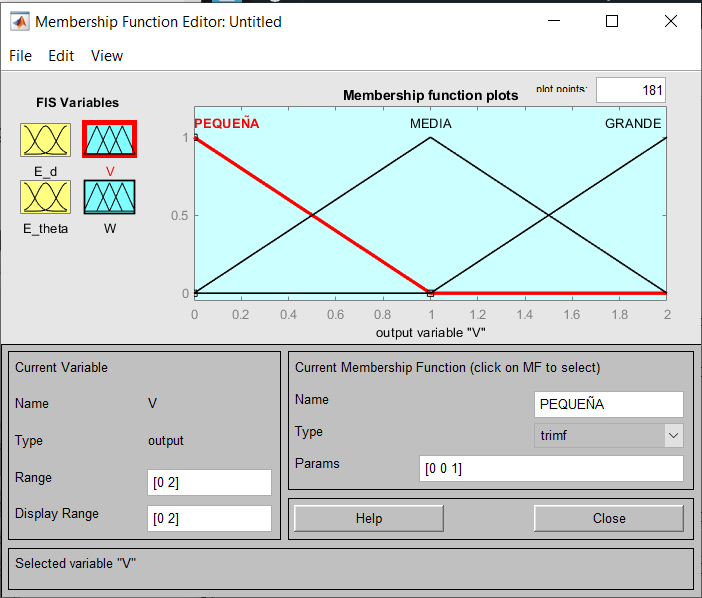 Membership Function Editor: Untitled
File Edit View
FIS Variables
E_d
V
E_theta
W
Membership function plots
plot points:
181
PEQUEÑA
MEDIA
GRANDE
1
0.5
0
0 0.2 0.4 0.6 0.8 1 1.2 1.4 1.6 1.8 2
output variable "V"
Current Variable
Name V
Type output
Range [0 2]
Display Range [0 2]
Current Membership Function (click on MF to select)
Name PEQUEÑA
Type trimf
Params [0 0 1]
Help
Close
Selected variable "V"